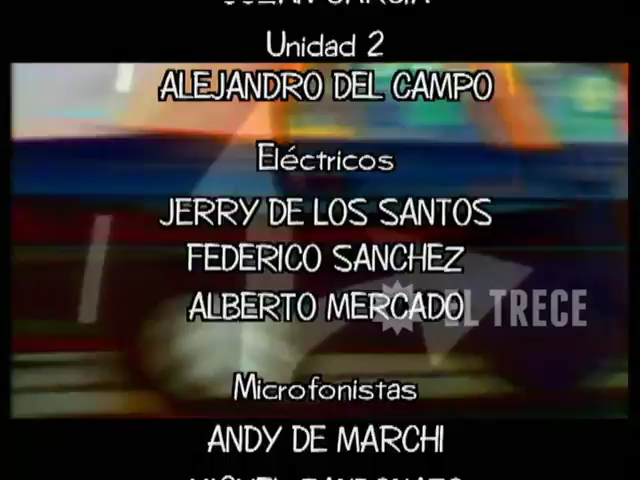 Unidad 2
ALEJANDRO DEL CAMPO
Eléctricos
JERRY DE LOS SANTOS
FEDERICO SANCHEZ
ALBERTO MERCADO
EL TRECE
Microfonistas
ANDY DE MARCHI